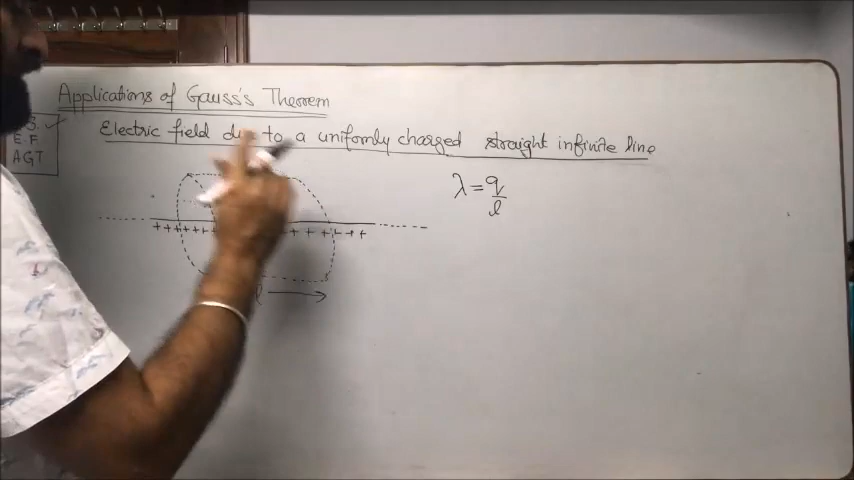 Applications of Gauss's Theorem
E F
AGT
Electric field due to a uniformly charged straight infinite line
λ = q/l
+ + + + + + + + + + + +
l